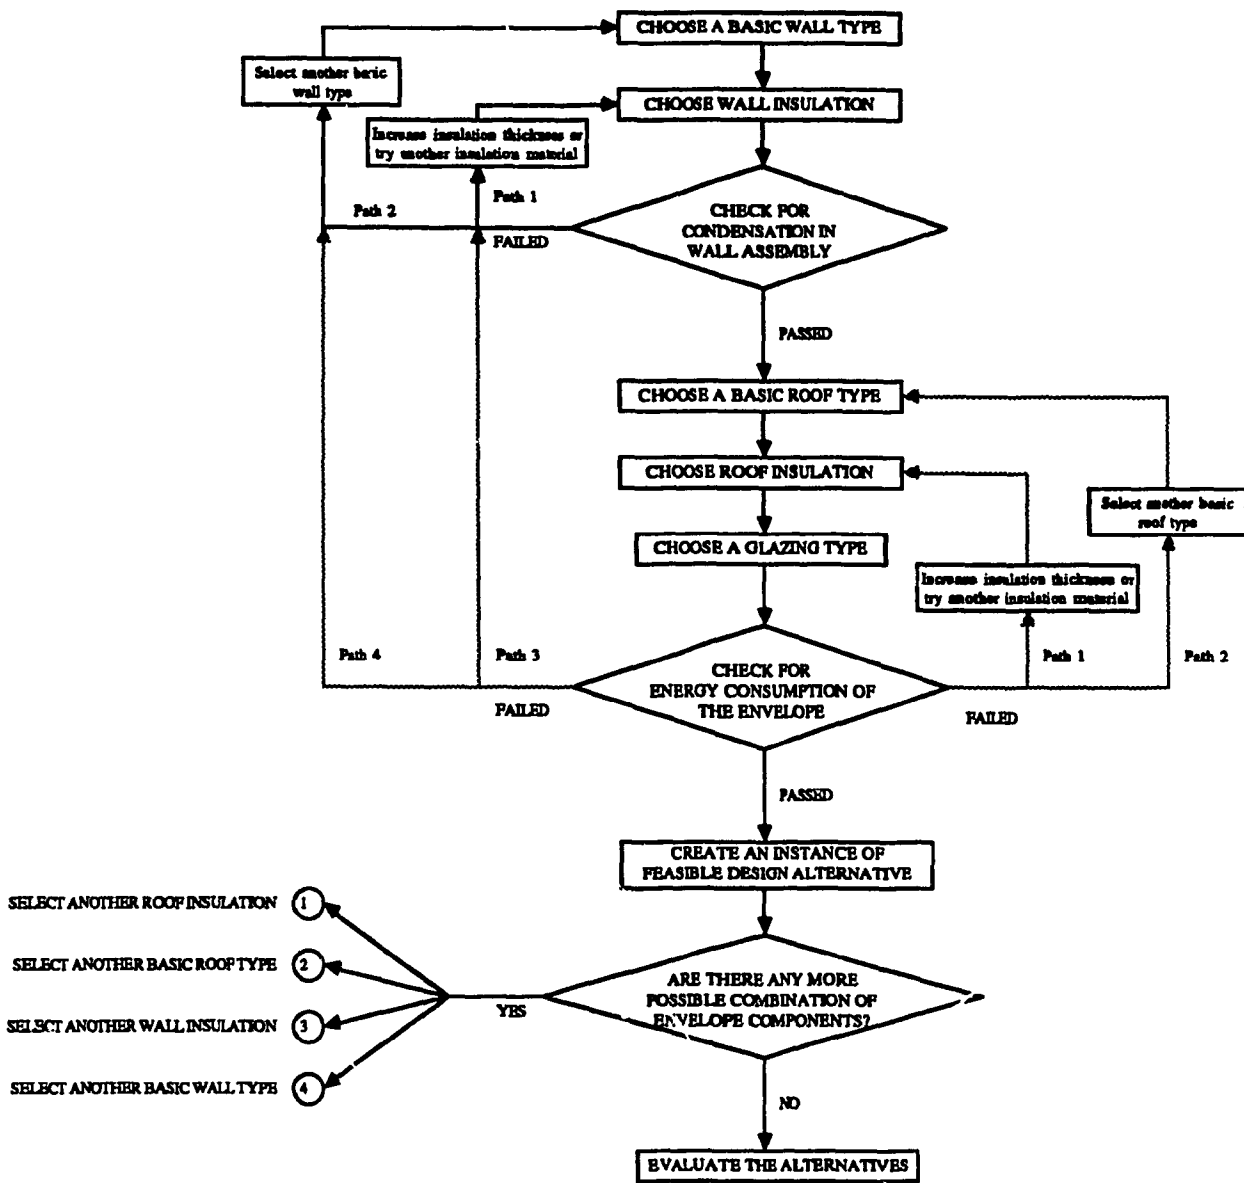 CHOOSE A BASIC WALL TYPE
Select another basic
wall type
CHOOSE WALL INSULATION
Increase insulation thickness or
try another insulation material
Path 1
Path 2
FAILED
CHECK FOR
CONDENSATION IN
WALL ASSEMBLY
PASSED
CHOOSE A BASIC ROOF TYPE
CHOOSE ROOF INSULATION
Select another basic
roof type
CHOOSE A GLAZING TYPE
Increase insulation thickness or
try another insulation material
Path 4
Path 3
FAILED
CHECK FOR
ENERGY CONSUMPTION OF
THE ENVELOPE
Path 1
Path 2
FAILED
PASSED
CREATE AN INSTANCE OF
FEASIBLE DESIGN ALTERNATIVE
SELECT ANOTHER ROOF INSULATION 1
SELECT ANOTHER BASIC ROOF TYPE 2
SELECT ANOTHER WALL INSULATION 3
SELECT ANOTHER BASIC WALL TYPE 4
YES
ARE THERE ANY MORE
POSSIBLE COMBINATION OF
ENVELOPE COMPONENTS?
NO
EVALUATE THE ALTERNATIVES